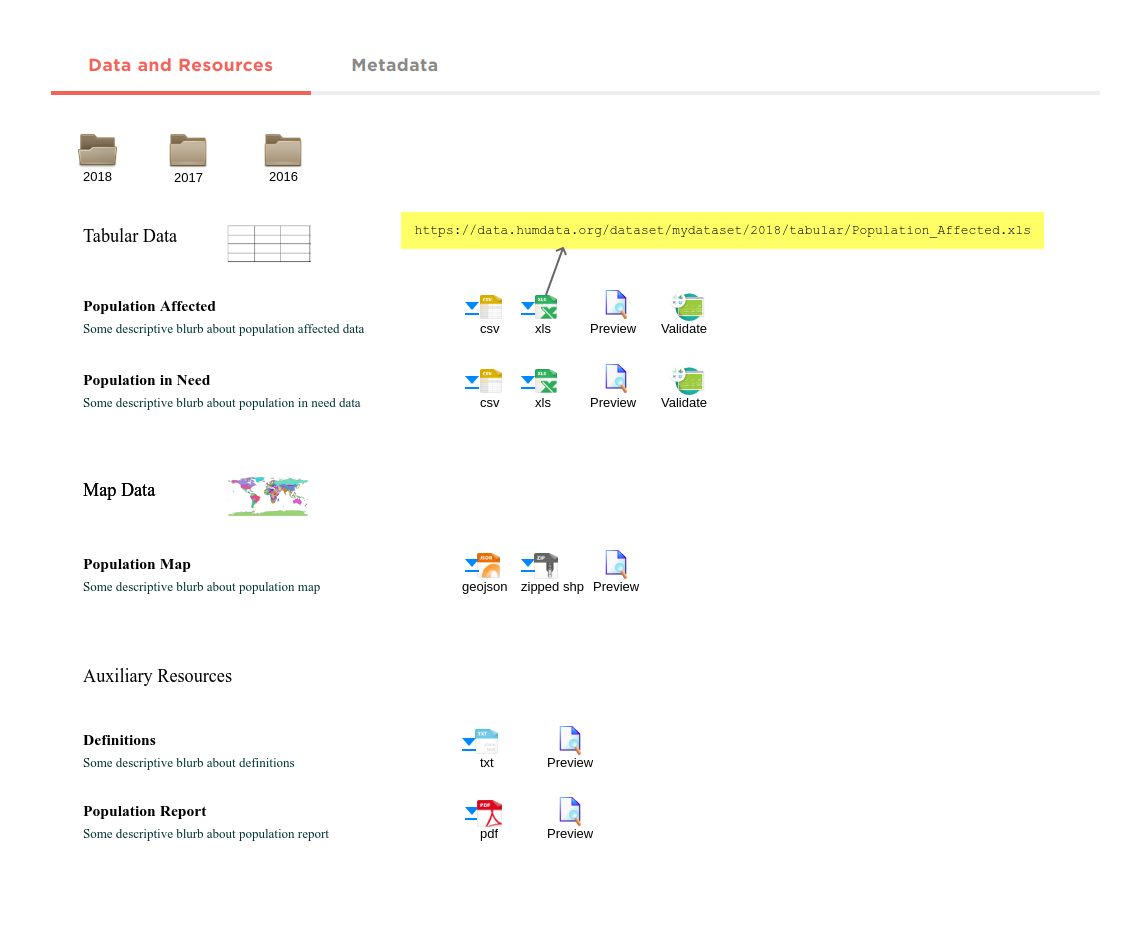 Data and Resources Metadata
2018 2017 2016
Tabular Data
https://data.humdata.org/dataset/mydataset/2018/tabular/Population_Affected.xls
Population Affected
Some descriptive blurb about population affected data
CSV XLS
csv xls Preview Validate
Population in Need
Some descriptive blurb about population in need data
CSV XLS
csv xls Preview Validate
Map Data
Population Map
Some descriptive blurb about population map
JSON ZIP
geojson zipped shp Preview
Auxiliary Resources
Definitions
Some descriptive blurb about definitions
TXT
txt Preview
Population Report
Some descriptive blurb about population report
PDF
pdf Preview